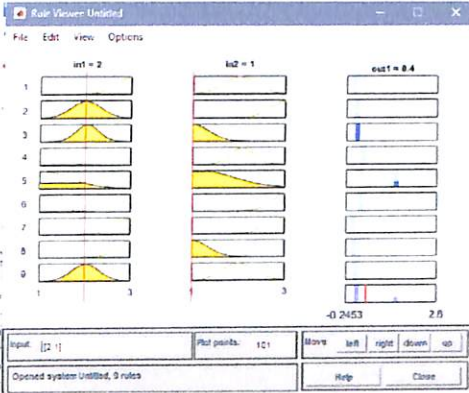 Rule Viewer Untitled
File Edit View Options
in1 = 2
in2 = 1
out1 = 0.4
1
2
3
4
5
6
7
8
9
1 3
1 3
-0.2453 2.8
Input: [2 1]
Plot points: 101
Move left right down up
Opened system Untitled, 9 rules
Help Close